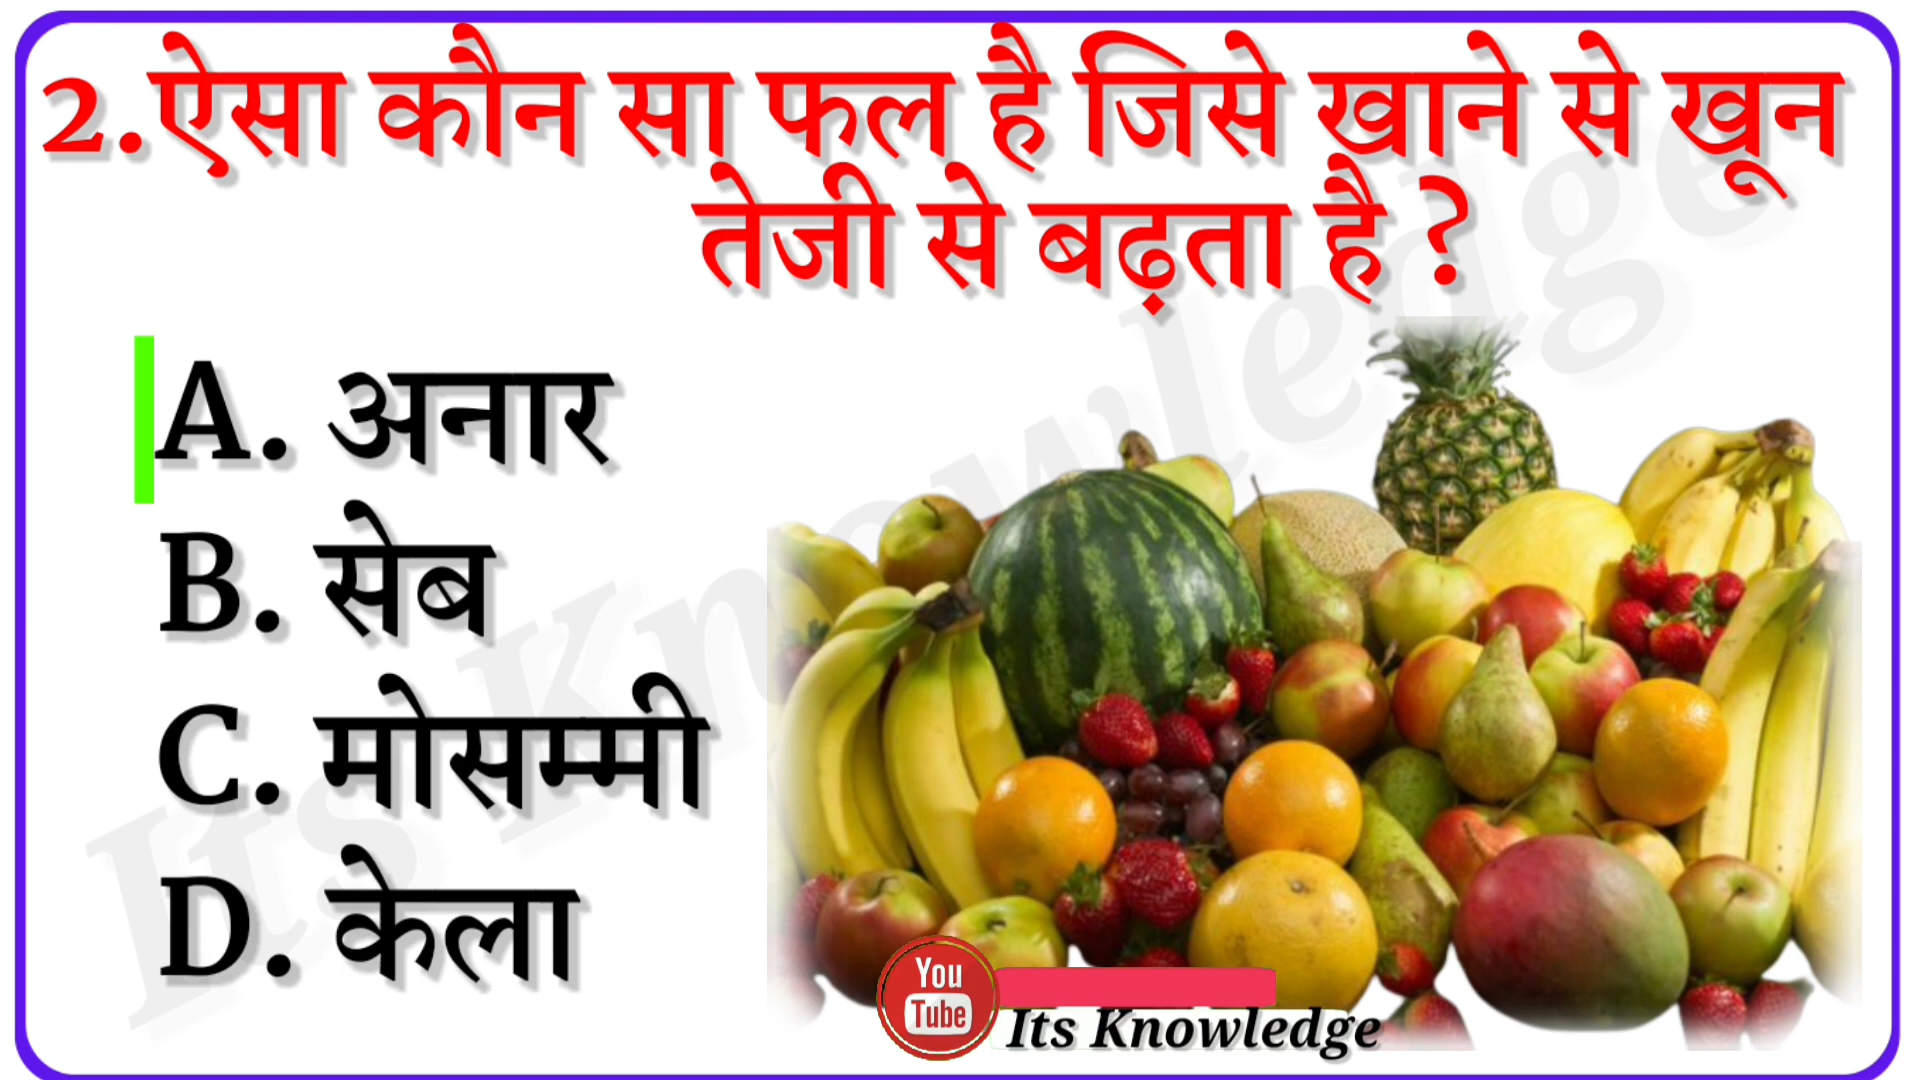 2.ऐसा कौन सा फल है जिसे खाने से खून
तेजी से बढ़ता है ?
A. अनार
B. सेब
C. मोसम्मी
D. केला
Its Knowledge
You
Tube
Its Knowledge